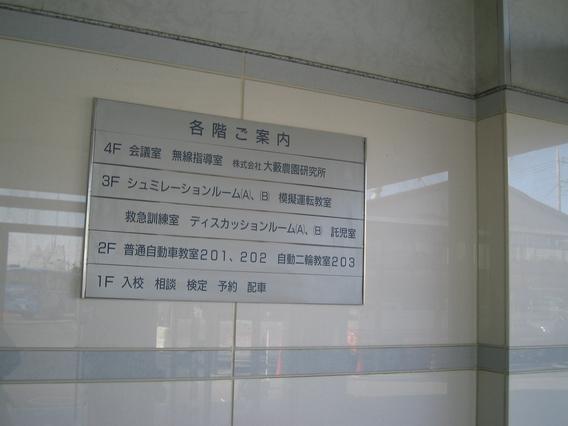 各階ご案内
4F 会議室 無線指導室 株式会社 大藪農園研究所
3F シュミレーションルーム(A)、(B) 模擬運転教室
救急訓練室 ディスカッションルーム(A)、(B) 託児室
2F 普通自動車教室201、202 自動二輪教室203
1F 入校 相談 検定 予約 配車